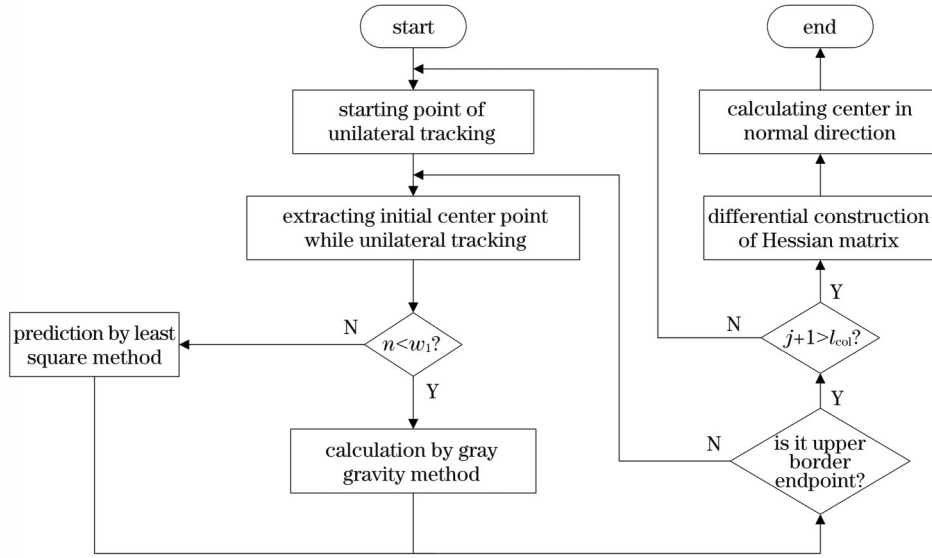 start
end
starting point of
unilateral tracking
calculating center in
normal direction
extracting initial center point
while unilateral tracking
differential construction
of Hessian matrix
Y
prediction by least
square method
N
n<w₁?
N
j+1>l_col?
Y
Y
calculation by gray
gravity method
N
is it upper
border
endpoint?